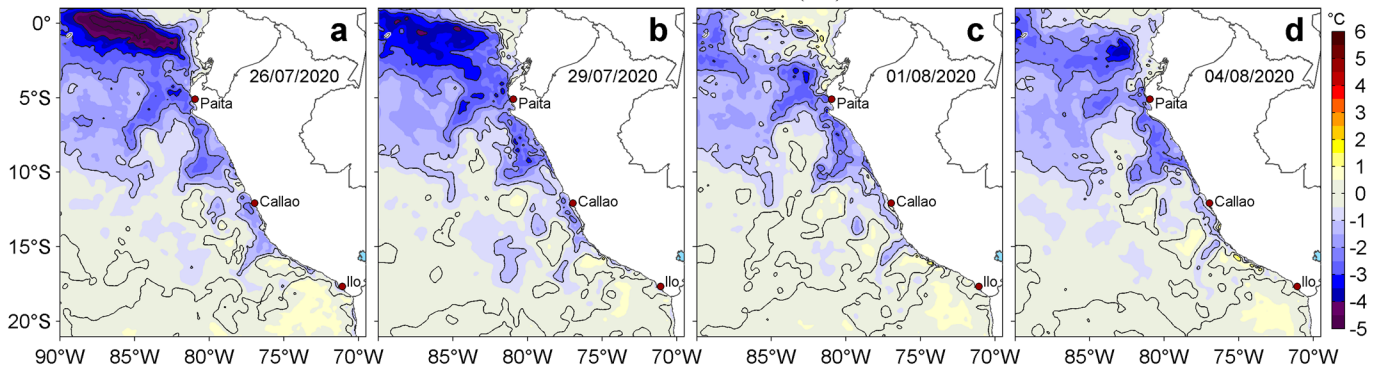 a
b
c
d
°C
26/07/2020
29/07/2020
01/08/2020
04/08/2020
0°
5°S
10°S
15°S
20°S
Paita
Callao
Ilo
Paita
Callao
Ilo
Paita
Callao
Ilo
Paita
Callao
Ilo
90°W
85°W
80°W
75°W
70°W
85°W
80°W
75°W
70°W
85°W
80°W
75°W
70°W
85°W
80°W
75°W
70°W
6
5
4
3
2
1
0
-1
-2
-3
-4
-5